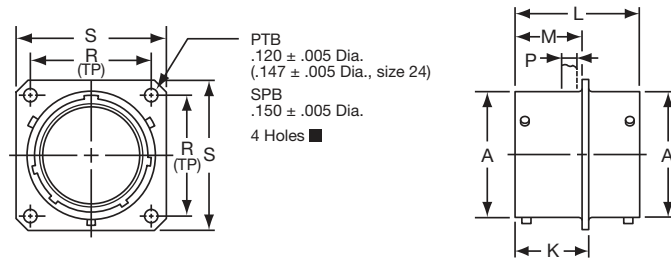 S
R
(TP)
R
(TP)
S
PTB
.120 ± .005 Dia.
(.147 ± .005 Dia., size 24)
SPB
.150 ± .005 Dia.
4 Holes ■
L
M
P
A
A
K